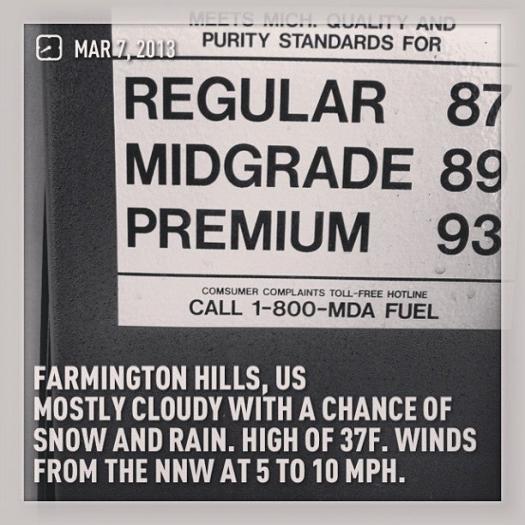 MEETS MICH. QUALITY AND
MAR 7, 2013
PURITY STANDARDS FOR
REGULAR 87
MIDGRADE 89
PREMIUM 93
COMSUMER COMPLAINTS TOLL-FREE HOTLINE
CALL 1-800-MDA FUEL
FARMINGTON HILLS, US
MOSTLY CLOUDY WITH A CHANCE OF
SNOW AND RAIN. HIGH OF 37F. WINDS
FROM THE NNW AT 5 TO 10 MPH.